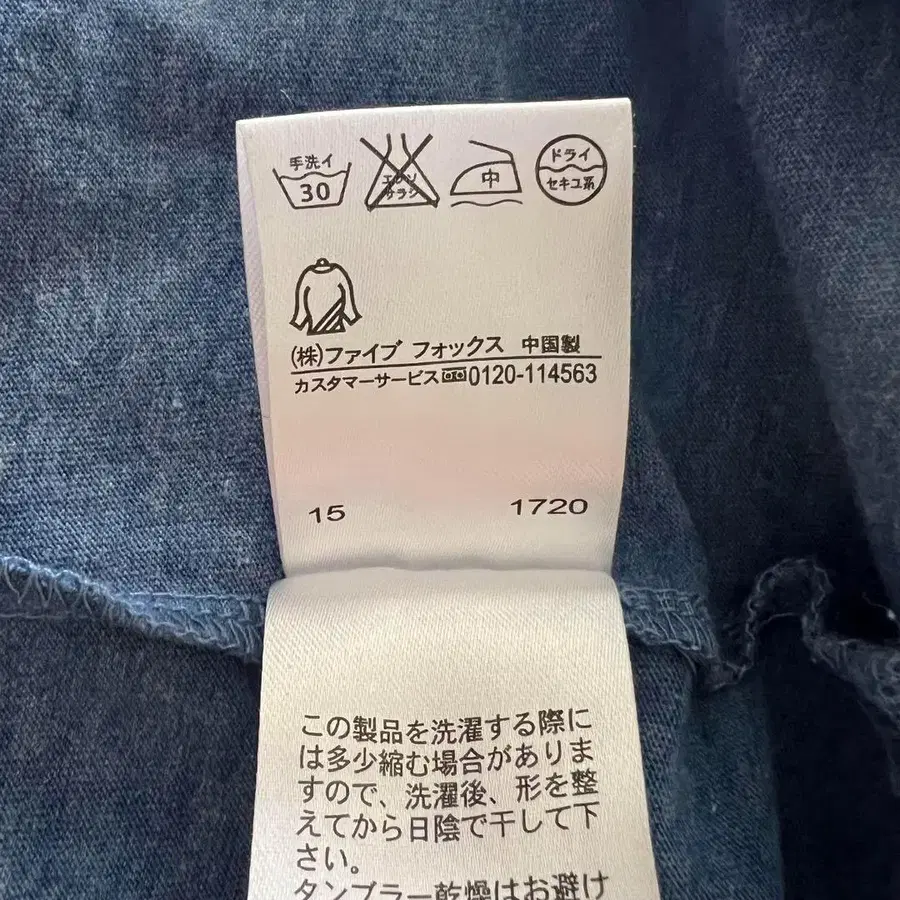 手洗イ
30
エンソ
サラシ
中
ドライ
セキユ系
(株)ファイブ フォックス 中国製
カスタマーサービス 0120-114563
15 1720
この製品を洗濯する際に
は多少縮む場合がありま
すので、洗濯後、形を整
えてから日陰で干して下
さい。
タンブラー乾燥はお避け